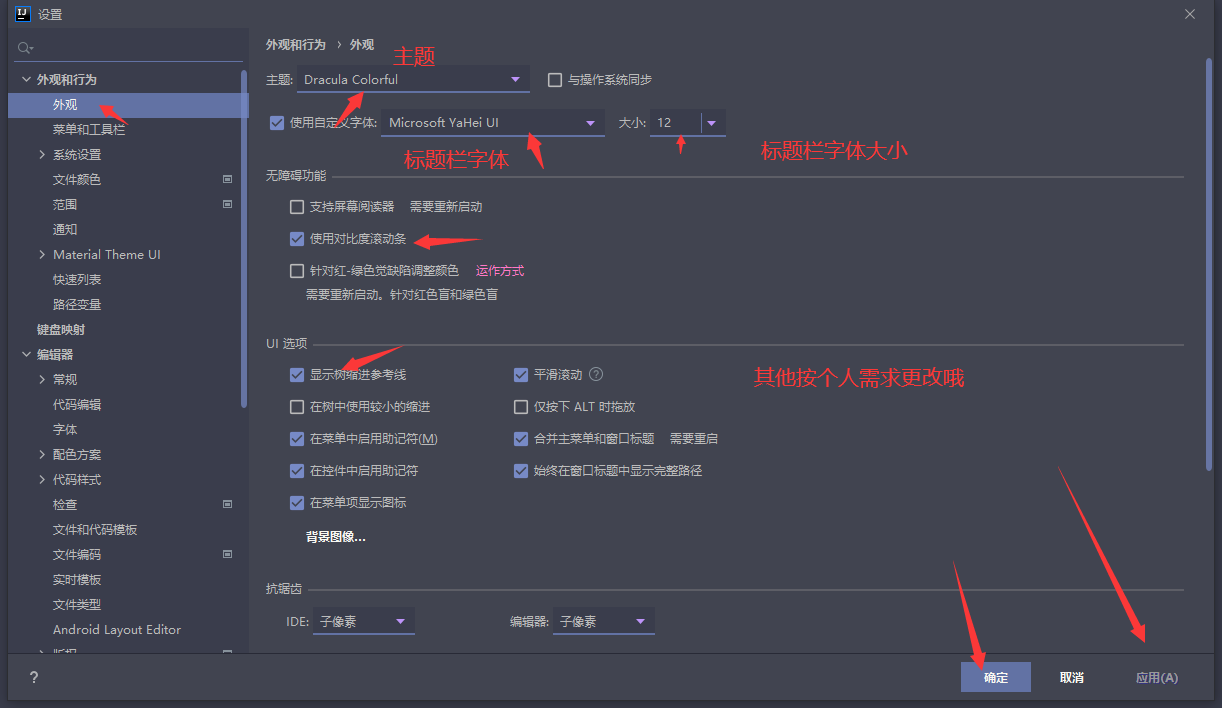 设置
外观和行为 › 外观
主题
主题: Dracula Colorful 与操作系统同步
使用自定义字体: Microsoft YaHei UI 大小: 12
标题栏字体
标题栏字体大小
无障碍功能
支持屏幕阅读器 需要重新启动
使用对比度滚动条
针对红-绿色觉缺陷调整颜色 运作方式
需要重新启动。针对红色盲和绿色盲
UI 选项
显示树缩进参考线 平滑滚动 ?
其他按个人需求更改哦
在树中使用较小的缩进 仅按下 ALT 时拖放
在菜单中启用助记符(M) 合并主菜单和窗口标题 需要重启
在控件中启用助记符 始终在窗口标题中显示完整路径
在菜单项显示图标
背景图像...
抗锯齿
IDE: 子像素 编辑器: 子像素
外观和行为
外观
菜单和工具栏
系统设置
文件颜色
范围
通知
Material Theme UI
快速列表
路径变量
键盘映射
编辑器
常规
代码编辑
字体
配色方案
代码样式
检查
文件和代码模板
文件编码
实时模板
文件类型
Android Layout Editor
? 确定 取消 应用(A)